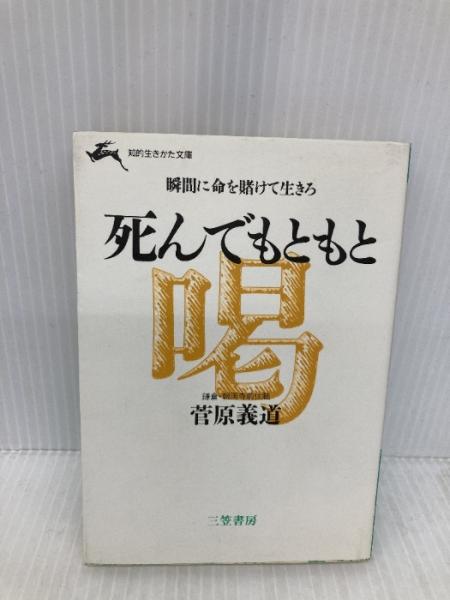 知的生きかた文庫
瞬間に命を賭けて生きろ
死んでもともと
喝
菅原義道
三笠書房